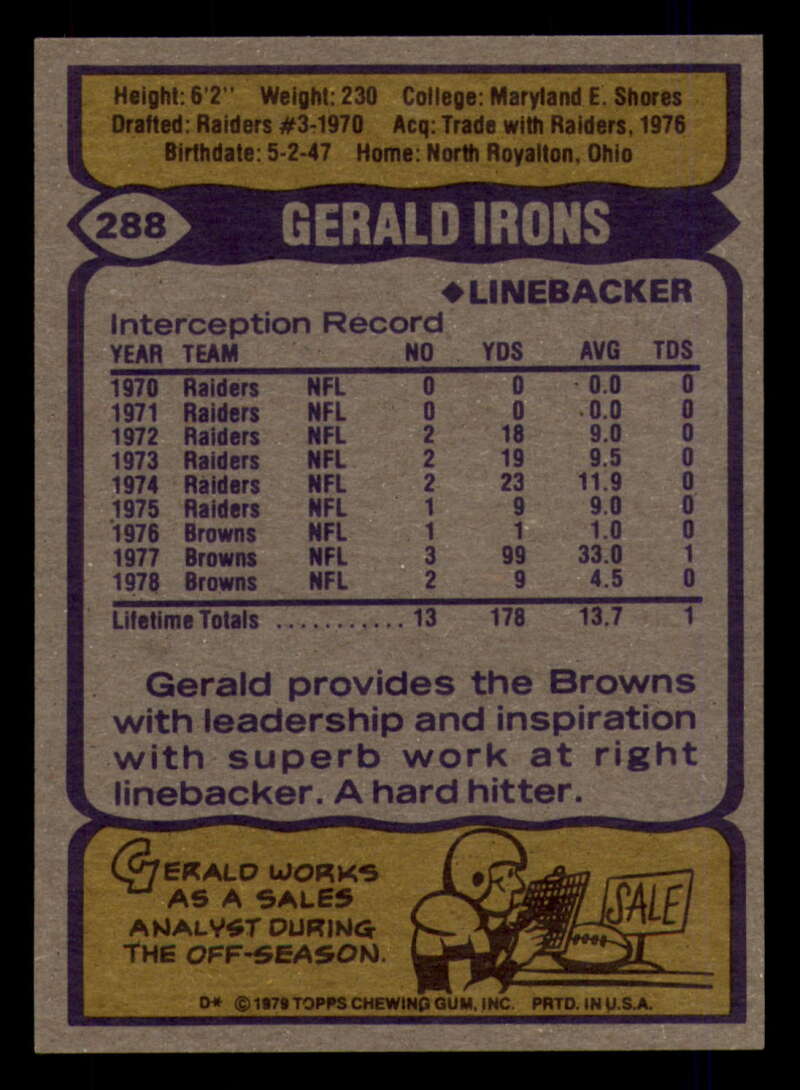 Height: 6'2" Weight: 230 College: Maryland E. Shores
Drafted: Raiders #3-1970 Acq: Trade with Raiders, 1976
Birthdate: 5-2-47 Home: North Royalton, Ohio
288 GERALD IRONS
◆LINEBACKER
Interception Record
YEAR TEAM NO YDS AVG TDS
1970 Raiders NFL 0 0 0.0 0
1971 Raiders NFL 0 0 0.0 0
1972 Raiders NFL 2 18 9.0 0
1973 Raiders NFL 2 19 9.5 0
1974 Raiders NFL 2 23 11.9 0
1975 Raiders NFL 1 9 9.0 0
1976 Browns NFL 1 1 1.0 0
1977 Browns NFL 3 99 33.0 1
1978 Browns NFL 2 9 4.5 0
Lifetime Totals ........... 13 178 13.7 1
Gerald provides the Browns
with leadership and inspiration
with superb work at right
linebacker. A hard hitter.
GERALD WORKS
AS A SALES
ANALYST DURING
THE OFF-SEASON.
SALE
D* © 1979 TOPPS CHEWING GUM, INC. PRTD. IN U.S.A.